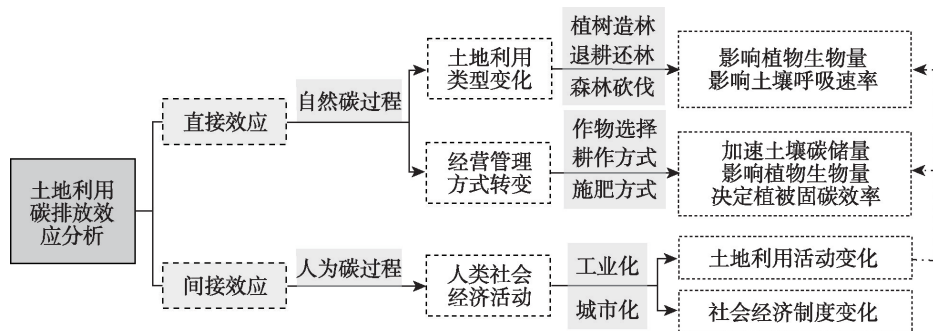 土地利用
碳排放效
应分析
直接效应
自然碳过程
土地利用
类型变化
植树造林
退耕还林
森林砍伐
影响植物生物量
影响土壤呼吸速率
经营管理
方式转变
作物选择
耕作方式
施肥方式
加速土壤碳储量
影响植物生物量
决定植被固碳效率
间接效应
人为碳过程
人类社会
经济活动
工业化
城市化
土地利用活动变化
社会经济制度变化